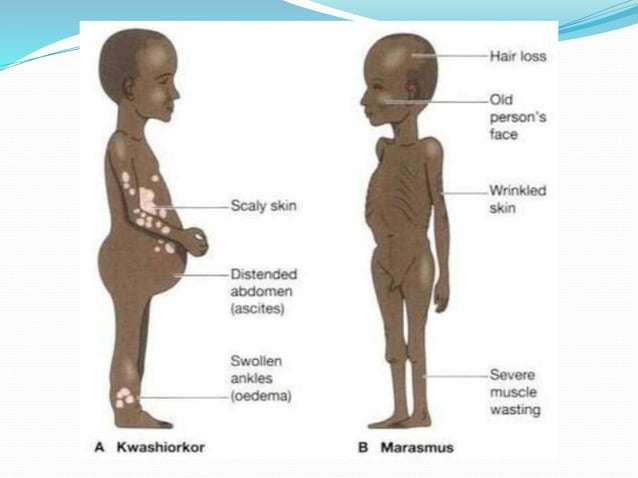 Hair loss
Old
person's
face
Scaly skin
Wrinkled
skin
Distended
abdomen
(ascites)
Swollen
ankles
(oedema)
Severe
muscle
wasting
A Kwashiorkor
B Marasmus